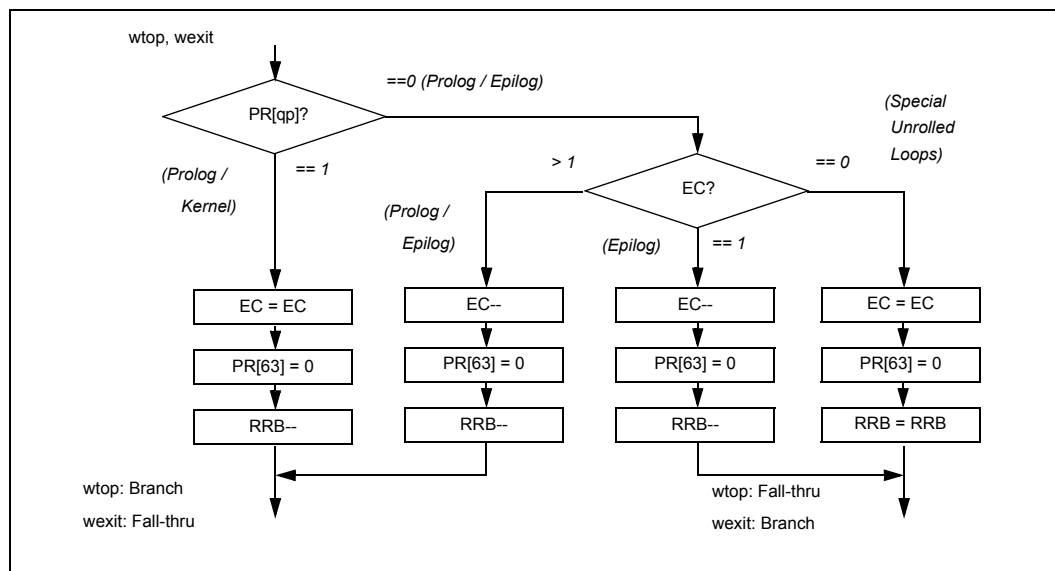 wtop, wexit
==0 (Prolog / Epilog)
PR[qp]?
(Special
Unrolled
Loops)
(Prolog /
Kernel)
== 1
> 1
== 0
EC?
(Prolog /
Epilog)
(Epilog)
== 1
EC = EC
EC--
EC--
EC = EC
PR[63] = 0
PR[63] = 0
PR[63] = 0
PR[63] = 0
RRB--
RRB--
RRB--
RRB = RRB
wtop: Branch
wexit: Fall-thru
wtop: Fall-thru
wexit: Branch